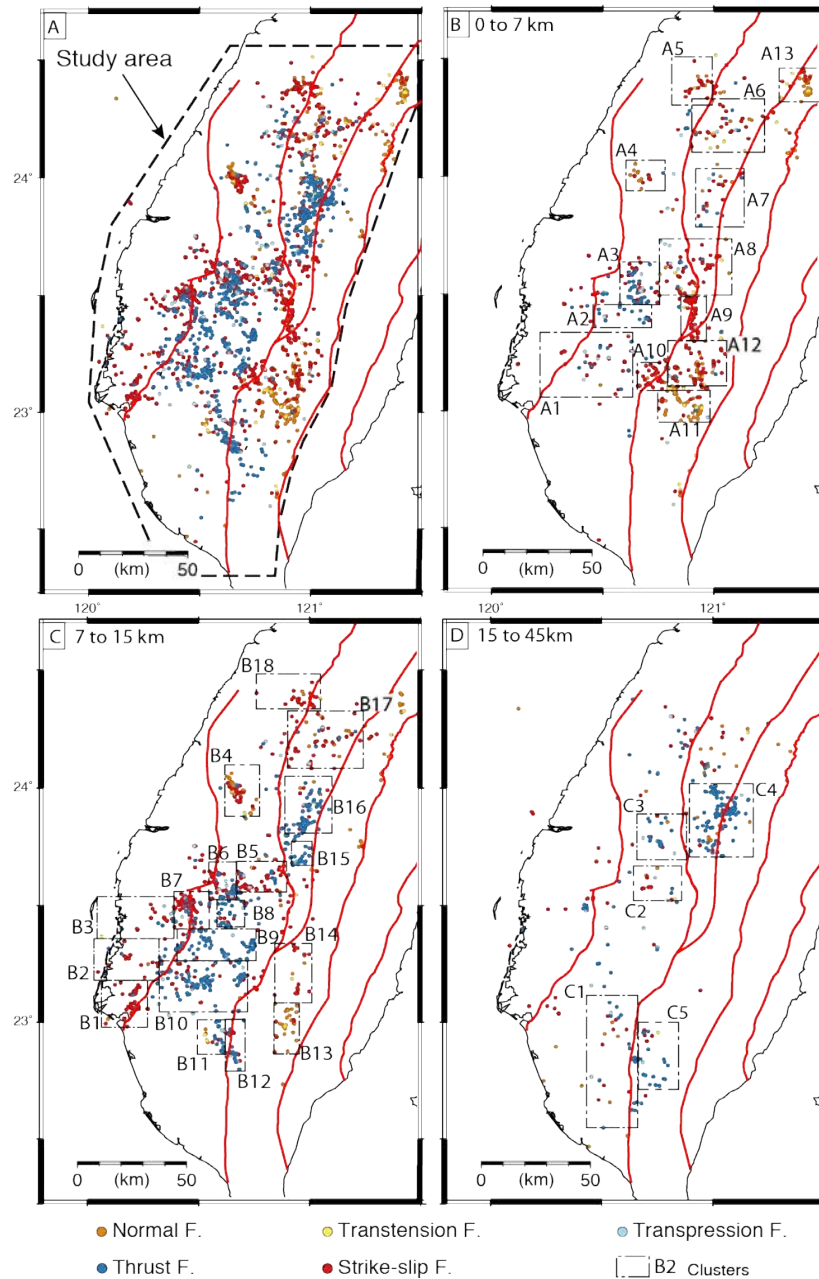 A
Study area
24°
23°
0 (km) 50
120° 121°
B 0 to 7 km
A5
A13
A6
A4
A7
A3
A8
A2
A9
A10
A12
A1
A11
0 (km) 50
120° 121°
C 7 to 15 km
B18
B17
B4
24°
B16
B6 B5
B15
B7
B8
B3
B9
B14
B2
B1
B10
23°
B11
B13
B12
0 (km) 50
D 15 to 45km
C4
C3
C2
C1
C5
0 (km) 50
Normal F. Transtension F. Transpression F.
Thrust F. Strike-slip F. B2 Clusters